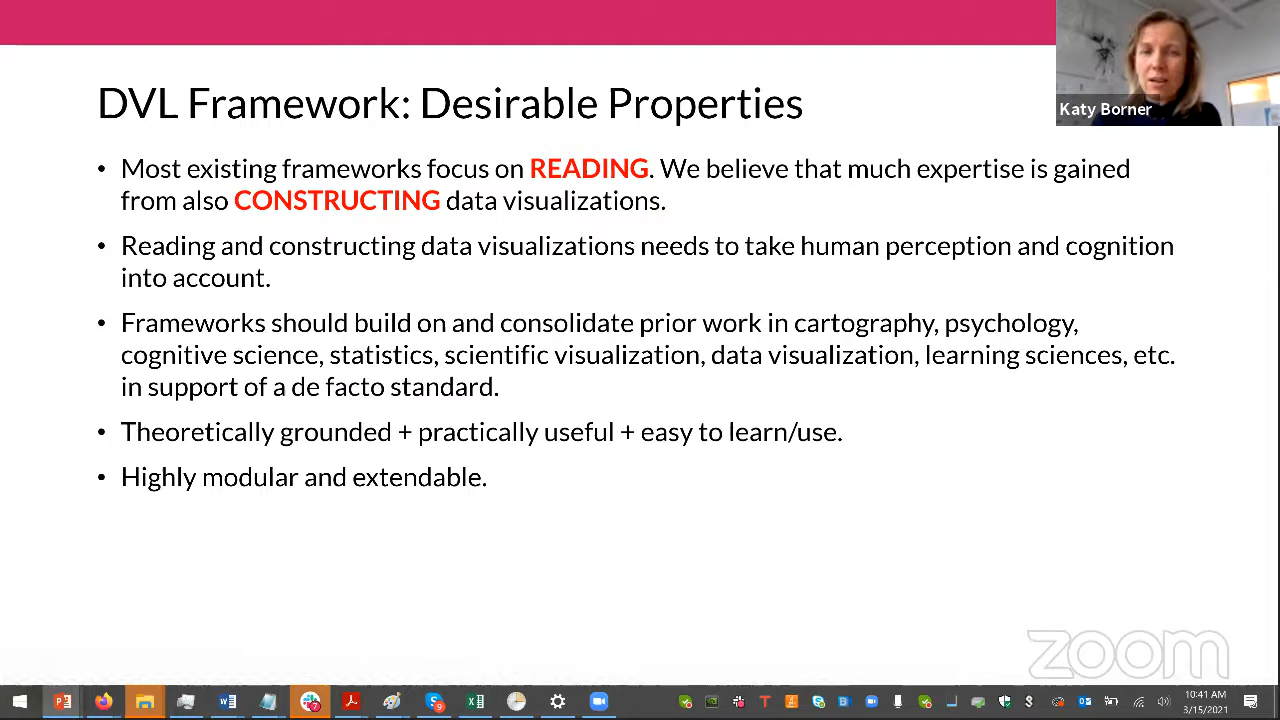 DVL Framework: Desirable Properties
Katy Borner
• Most existing frameworks focus on READING. We believe that much expertise is gained
from also CONSTRUCTING data visualizations.
• Reading and constructing data visualizations needs to take human perception and cognition
into account.
• Frameworks should build on and consolidate prior work in cartography, psychology,
cognitive science, statistics, scientific visualization, data visualization, learning sciences, etc.
in support of a de facto standard.
• Theoretically grounded + practically useful + easy to learn/use.
• Highly modular and extendable.
zoom
10:41 AM
3/15/2021